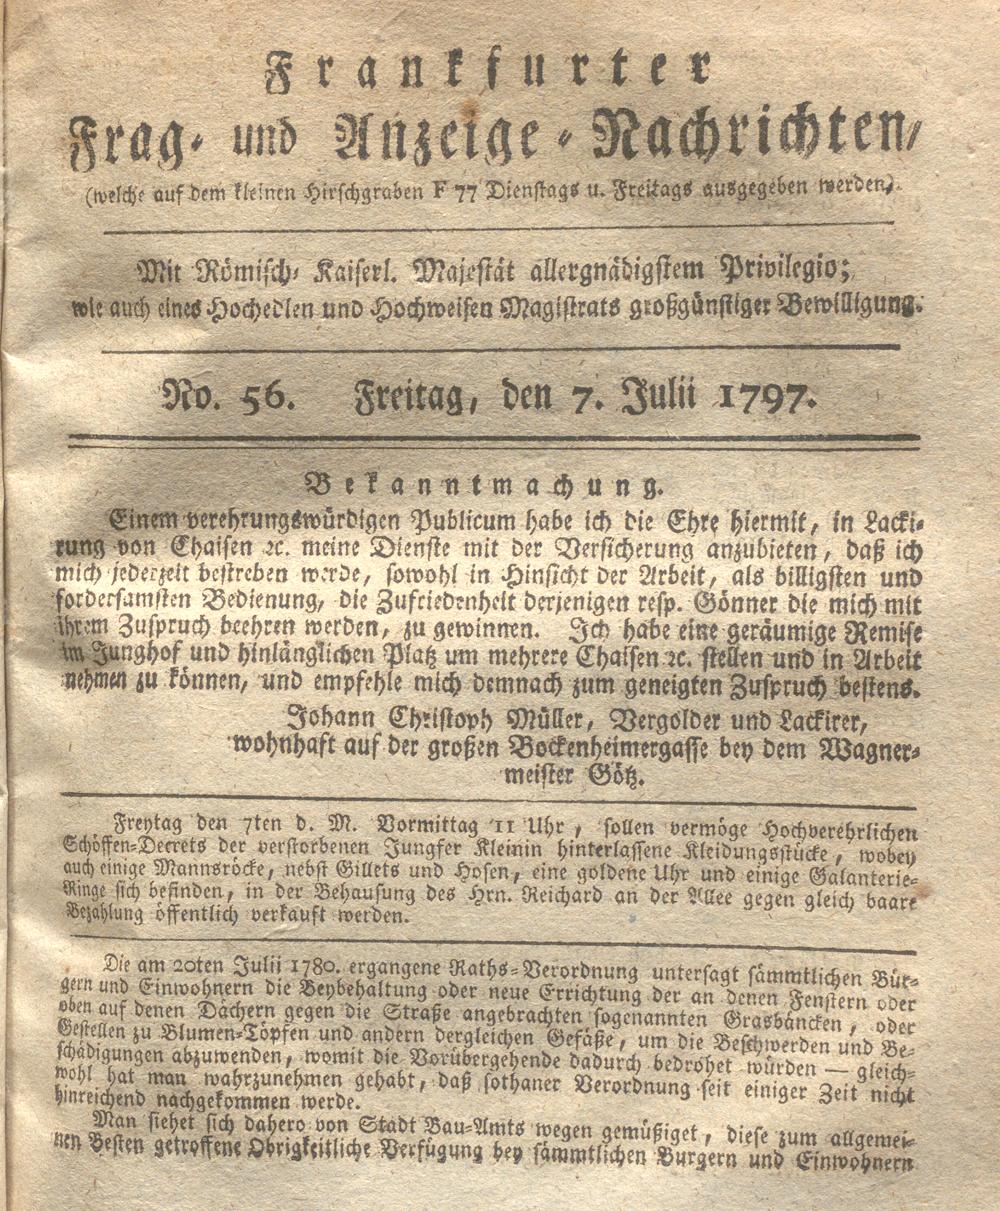 Frankfurter
Frag- und Anzeige-Nachrichten,
(welche auf dem kleinen Hirschgraben F 77 Dienstags u. Freitags ausgegeben werden).
Mit Römisch-Kaiserl. Majestät allergnädigstem Privilegio;
wie auch eines Hochedlen und Hochweisen Magistrats großgünstiger Bewilligung.
No. 56. Freitag, den 7. Julii 1797.
Bekanntmachung.
Einem verehrungswürdigen Publicum habe ich die Ehre hiermit, in Lacki-
rung von Chaisen ꝛc. meine Dienste mit der Versicherung anzubieten, daß ich
mich jederzeit bestreben werde, sowohl in Hinsicht der Arbeit, als billigsten und
fordersamsten Bedienung, die Zufriedenheit derjenigen resp. Gönner die mich mit
ihrem Zuspruch beehren werden, zu gewinnen. Ich habe eine geräumige Remise
im Junghof und hinlänglichen Platz um mehrere Chaisen ꝛc. stellen und in Arbeit
nehmen zu können, und empfehle mich demnach zum geneigten Zuspruch bestens.
Johann Christoph Müller, Vergolder und Lackirer,
wohnhaft auf der großen Bockenheimergasse bey dem Wagner-
meister Götz.
Freytag den 7ten d. M. Vormittag 11 Uhr, sollen vermöge Hochverehrlichen
Schöffen-Decrets der verstorbenen Jungfer Kleinin hinterlassene Kleidungsstücke, wobey
auch einige Mannsröcke, nebst Gillets und Hosen, eine goldene Uhr und einige Galanterie-
Ringe sich befinden, in der Behausung des Hrn. Reichard an der Allee gegen gleich baare
Bezahlung öffentlich verkauft werden.
Die am 20ten Julii 1780. ergangene Raths-Verordnung untersagt sämmtlichen Bür-
gern und Einwohnern die Beybehaltung oder neue Errichtung der an denen Fenstern oder
oben auf denen Dächern gegen die Straße angebrachten sogenannten Grasbäncken, oder
Gestellen zu Blumen-Töpfen und andern dergleichen Gefäße, um die Beschwerden und Be-
schädigungen abzuwenden, womit die Vorübergehende dadurch bedrohet würden — gleich-
wohl hat man wahrzunehmen gehabt, daß sothaner Verordnung seit einiger Zeit nicht
hinreichend nachgekommen werde.
Man siehet sich dahero von Stadt Bau-Amts wegen gemüßiget, diese zum allgemei-
nen Besten getroffene Obrigkeitliche Verfügung bey sämmtlichen Burgern und Einwohnern